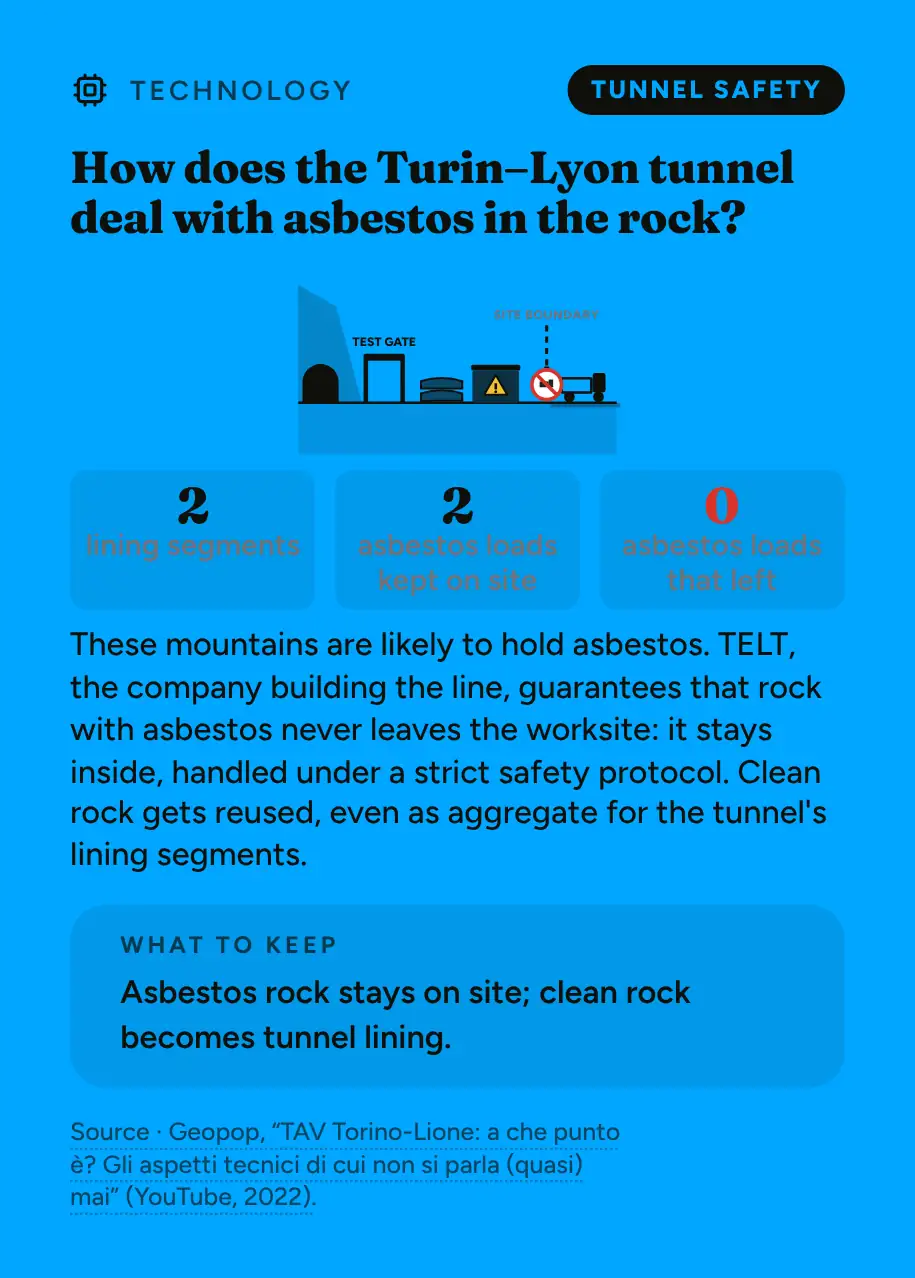 TECHNOLOGY
TUNNEL SAFETY
How does the Turin–Lyon tunnel
deal with asbestos in the rock?
SITE BOUNDARY
TEST GATE
2
lining segments
2
asbestos loads
kept on site
0
asbestos loads
that left
These mountains are likely to hold asbestos. TELT,
the company building the line, guarantees that rock
with asbestos never leaves the worksite: it stays
inside, handled under a strict safety protocol. Clean
rock gets reused, even as aggregate for the tunnel's
lining segments.
WHAT TO KEEP
Asbestos rock stays on site; clean rock
becomes tunnel lining.
Source · Geopop, “TAV Torino-Lione: a che punto
è? Gli aspetti tecnici di cui non si parla (quasi)
mai” (YouTube, 2022).